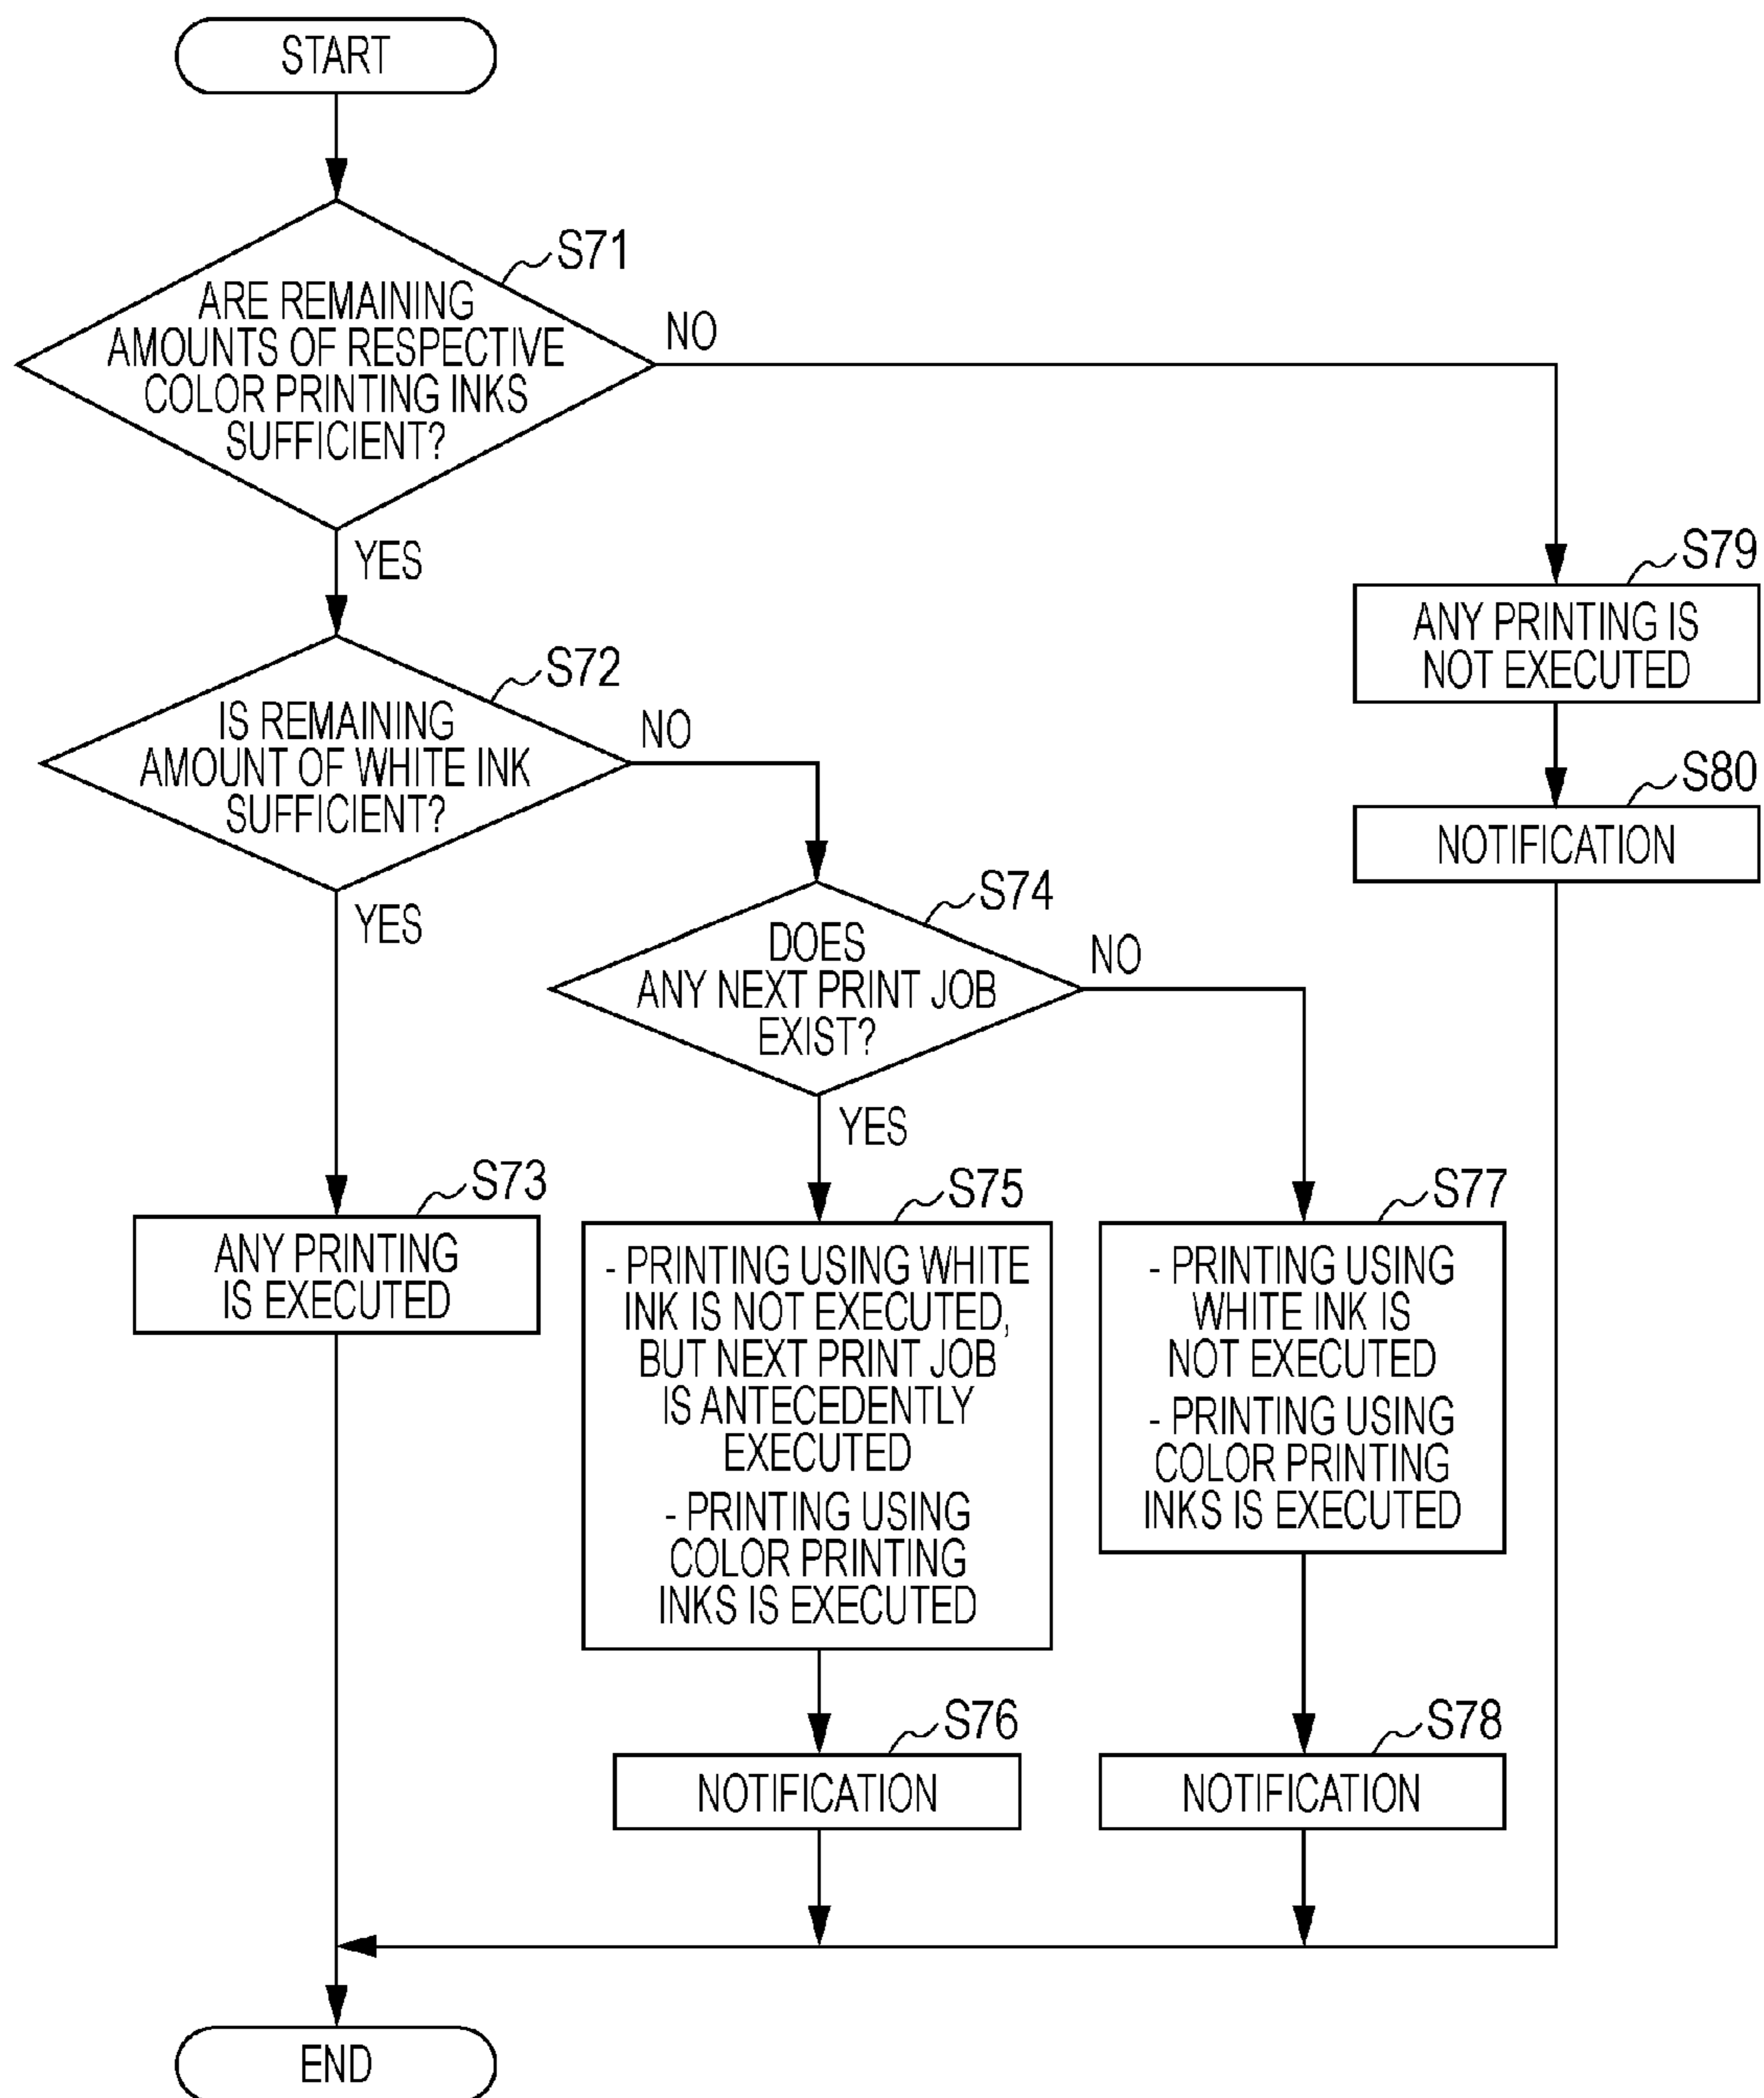 START
S71
ARE REMAINING
AMOUNTS OF RESPECTIVE
COLOR PRINTING INKS
SUFFICIENT?
NO
YES
S79
ANY PRINTING IS
NOT EXECUTED
S72
IS REMAINING
AMOUNT OF WHITE INK
SUFFICIENT?
NO
YES
S80
NOTIFICATION
S74
DOES
ANY NEXT PRINT JOB
EXIST?
NO
YES
S73
ANY PRINTING
IS EXECUTED
S75
- PRINTING USING WHITE
INK IS NOT EXECUTED,
BUT NEXT PRINT JOB
IS ANTECEDENTLY
EXECUTED
- PRINTING USING
COLOR PRINTING
INKS IS EXECUTED
S77
- PRINTING USING
WHITE INK IS
NOT EXECUTED
- PRINTING USING
COLOR PRINTING
INKS IS EXECUTED
S76
NOTIFICATION
S78
NOTIFICATION
END